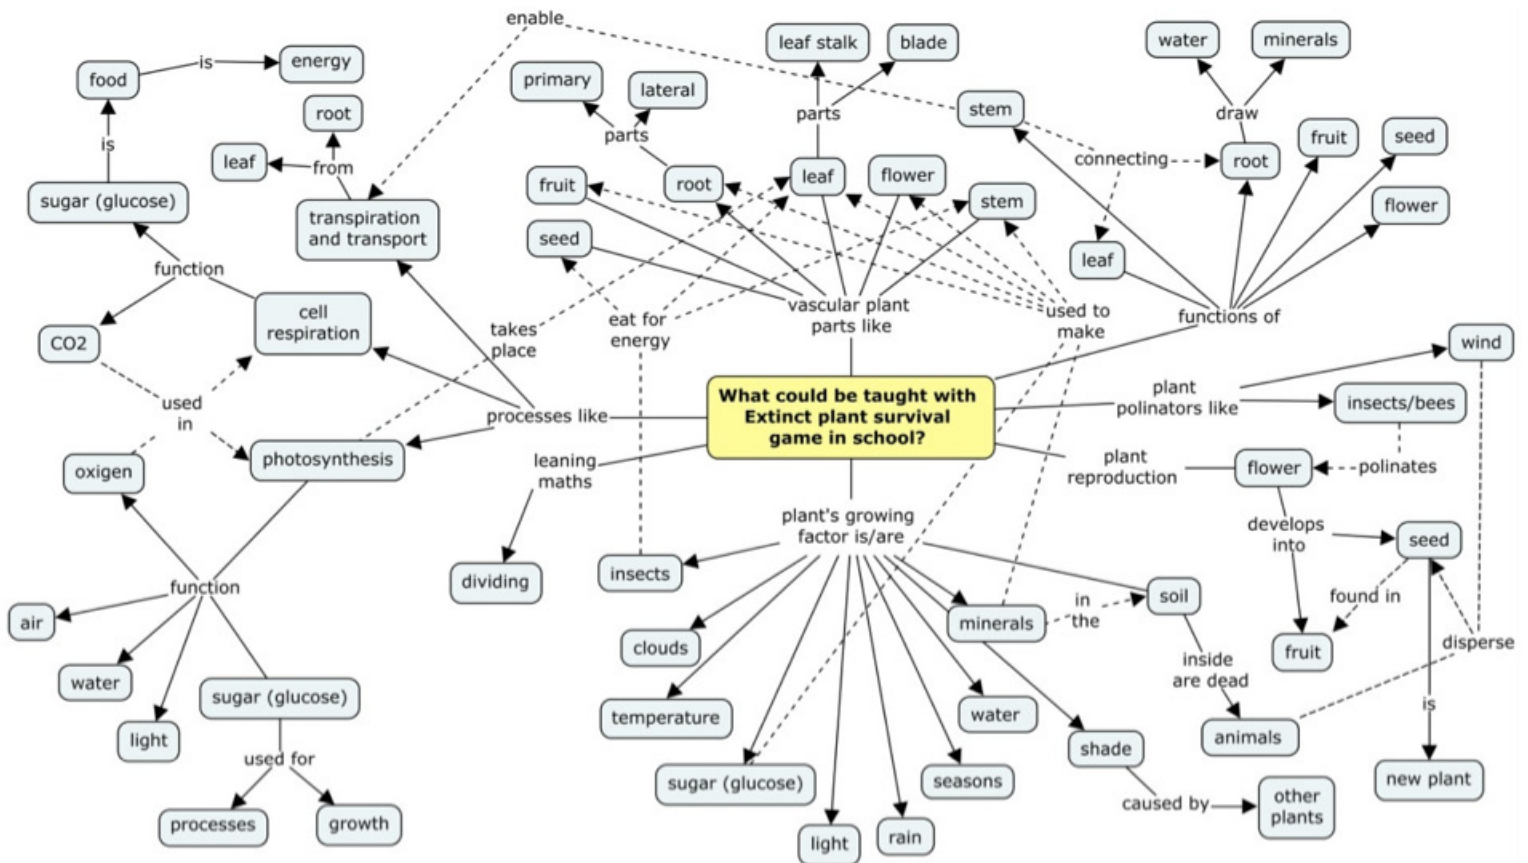 enable
leaf stalk
blade
water
minerals
food
is
energy
primary
lateral
root
parts
parts
stem
draw
is
leaf
from
connecting
root
fruit
seed
sugar (glucose)
transpiration
and transport
fruit
root
leaf
flower
stem
flower
seed
leaf
function
cell
respiration
CO2
takes
place
eat for
energy
vascular plant
parts like
used to
make
functions of
wind
used
in
processes like
What could be taught with
Extinct plant survival
game in school?
plant
polinators like
insects/bees
oxigen
photosynthesis
leaning
maths
plant
reproduction
flower
polinates
plant's growing
factor is/are
develops
into
seed
function
dividing
insects
air
clouds
minerals
in
the
soil
found in
fruit
disperse
water
light
sugar (glucose)
temperature
water
inside
are dead
animals
is
shade
used for
sugar (glucose)
seasons
caused by
other
plants
new plant
processes
growth
light
rain